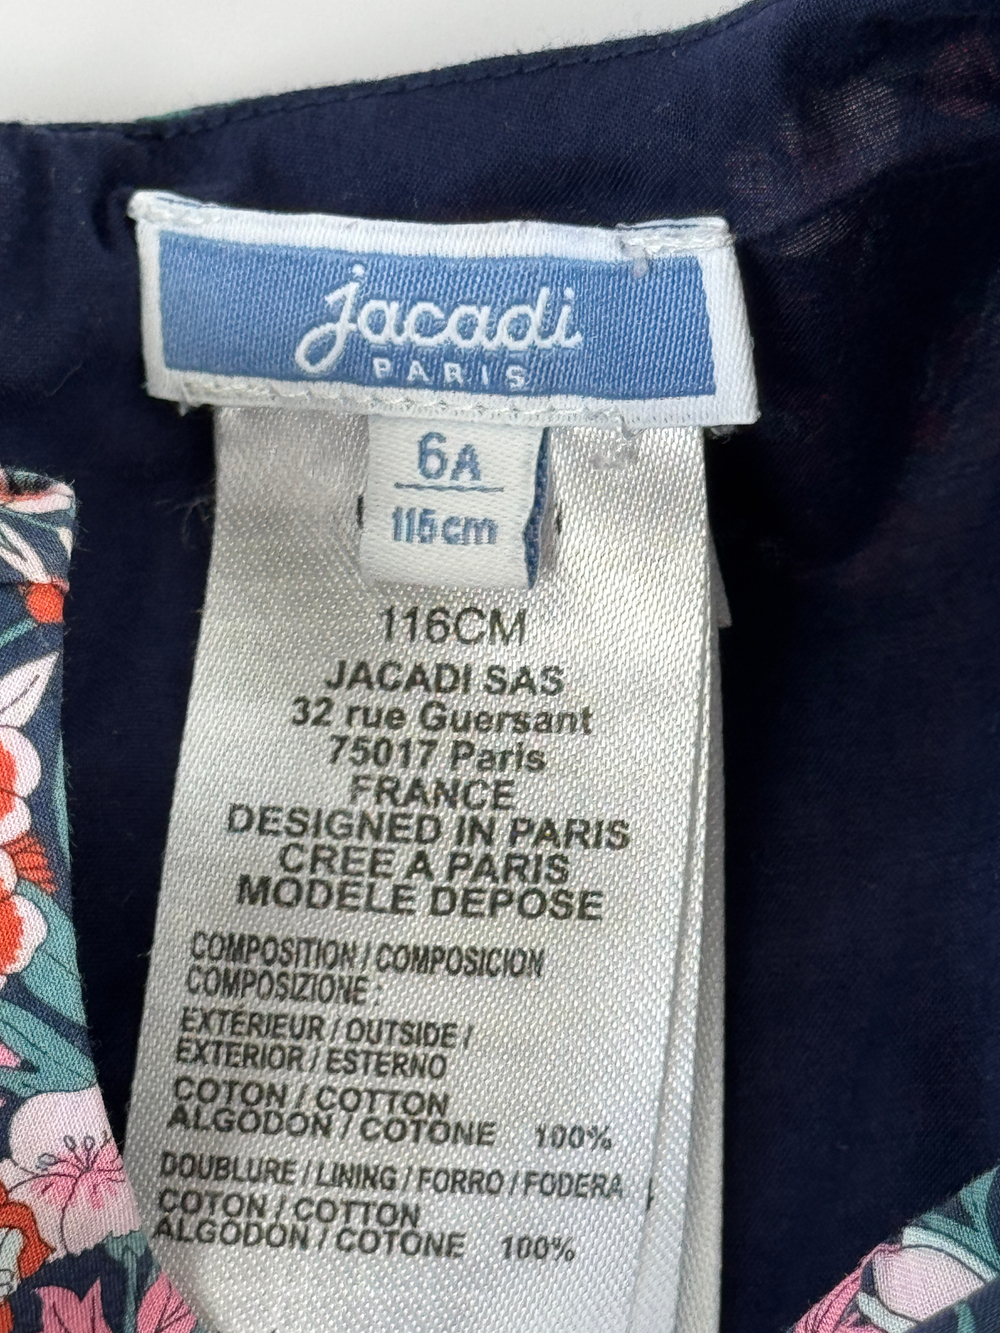 jacadi
PARIS
6A
116cm
116CM
JACADI SAS
32 rue Guersant
75017 Paris
FRANCE
DESIGNED IN PARIS
CREE A PARIS
MODELE DEPOSE
COMPOSITION / COMPOSICION
COMPOSIZIONE :
EXTERIEUR / OUTSIDE /
EXTERIOR / ESTERNO
COTON / COTTON
ALGODON / COTONE 100%
DOUBLURE / LINING / FORRO / FODERA
COTON / COTTON
ALGODON / COTONE 100%